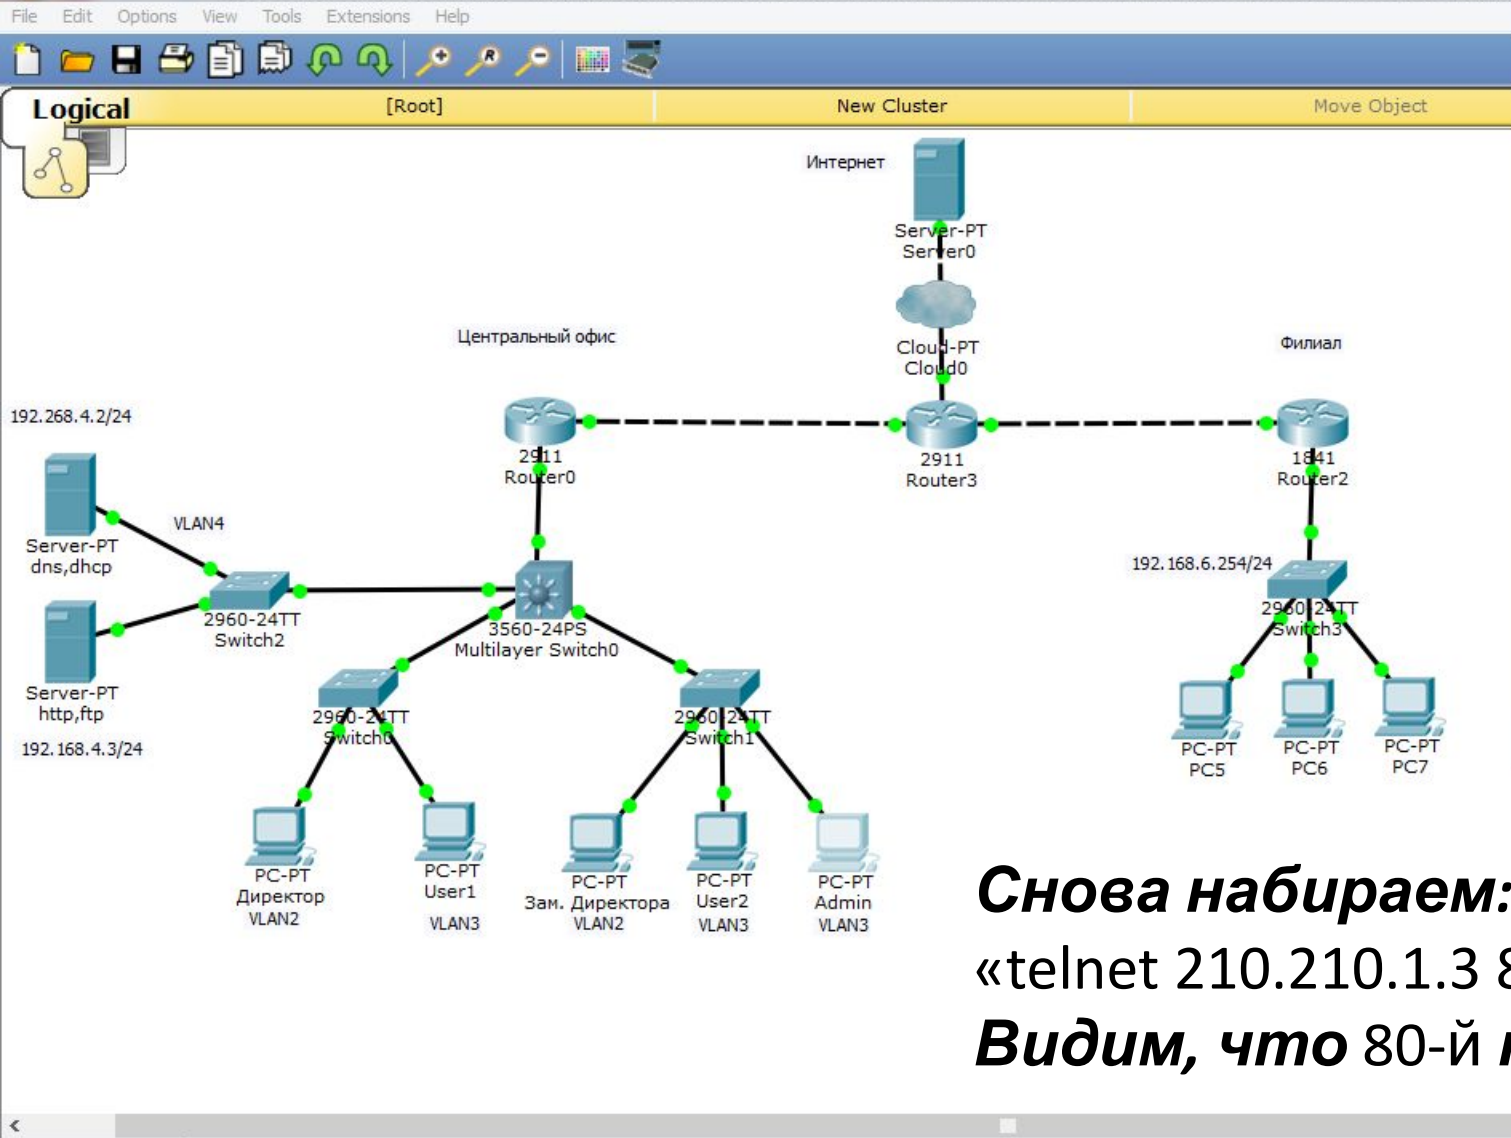 File Edit Options View Tools Extensions Help
Logical [Root] New Cluster Move Object
Интернет
Server-PT
Server0
Cloud-PT
Cloud0
Центральный офис
Филиал
192.268.4.2/24
2911
Router0
2911
Router3
1841
Router2
VLAN4
Server-PT
dns,dhcp
192.168.6.254/24
2960-24TT
Switch2
3560-24PS
Multilayer Switch0
2960-24TT
Switch3
Server-PT
http,ftp
192.168.4.3/24
2960-24TT
Switch0
2960-24TT
Switch1
PC-PT
PC5
PC-PT
PC6
PC-PT
PC7
PC-PT
Директор
VLAN2
PC-PT
User1
VLAN3
PC-PT
Зам. Директора
VLAN2
PC-PT
User2
VLAN3
PC-PT
Admin
VLAN3
Снова набираем:
«telnet 210.210.1.3
Видим, что 80-й